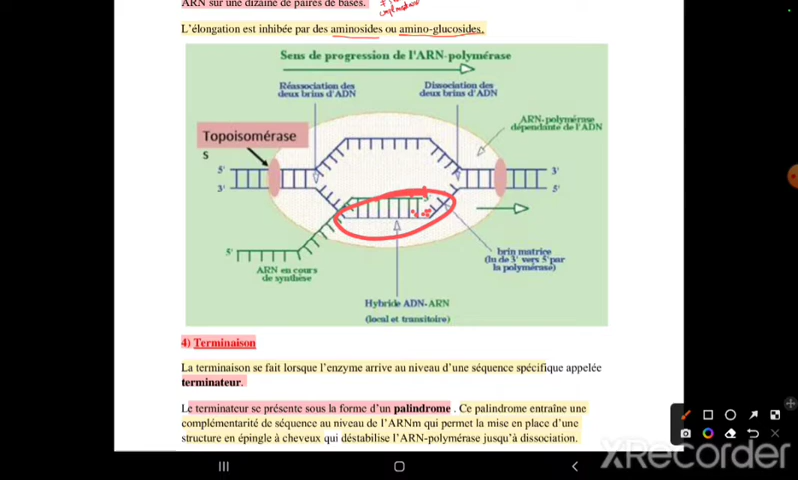 ARN sur une dizaine de paires de bases.
L'élongation est inhibée par des aminosides ou amino-glucosides.
Sens de progression de l'ARN-polymérase
Réassociation des
deux brins d'ADN
Dissociation des
deux brins d'ADN
ARN-polymérase
dépendante de l'ADN
Topoisomérase
S
5'
3'
3'
5'
5'
ARN en cours
de synthèse
brin matrice
(lu de 3' vers 5' par
la polymérase)
Hybride ADN-ARN
(local et transitoire)
4) Terminaison
La terminaison se fait lorsque l'enzyme arrive au niveau d'une séquence spécifique appelée
terminateur.
Le terminateur se présente sous la forme d'un palindrome . Ce palindrome entraîne une
complémentarité de séquence au niveau de l'ARNm qui permet la mise en place d'une
structure en épingle à cheveux qui déstabilise l'ARN-polymérase jusqu'à dissociation.
XRecorder